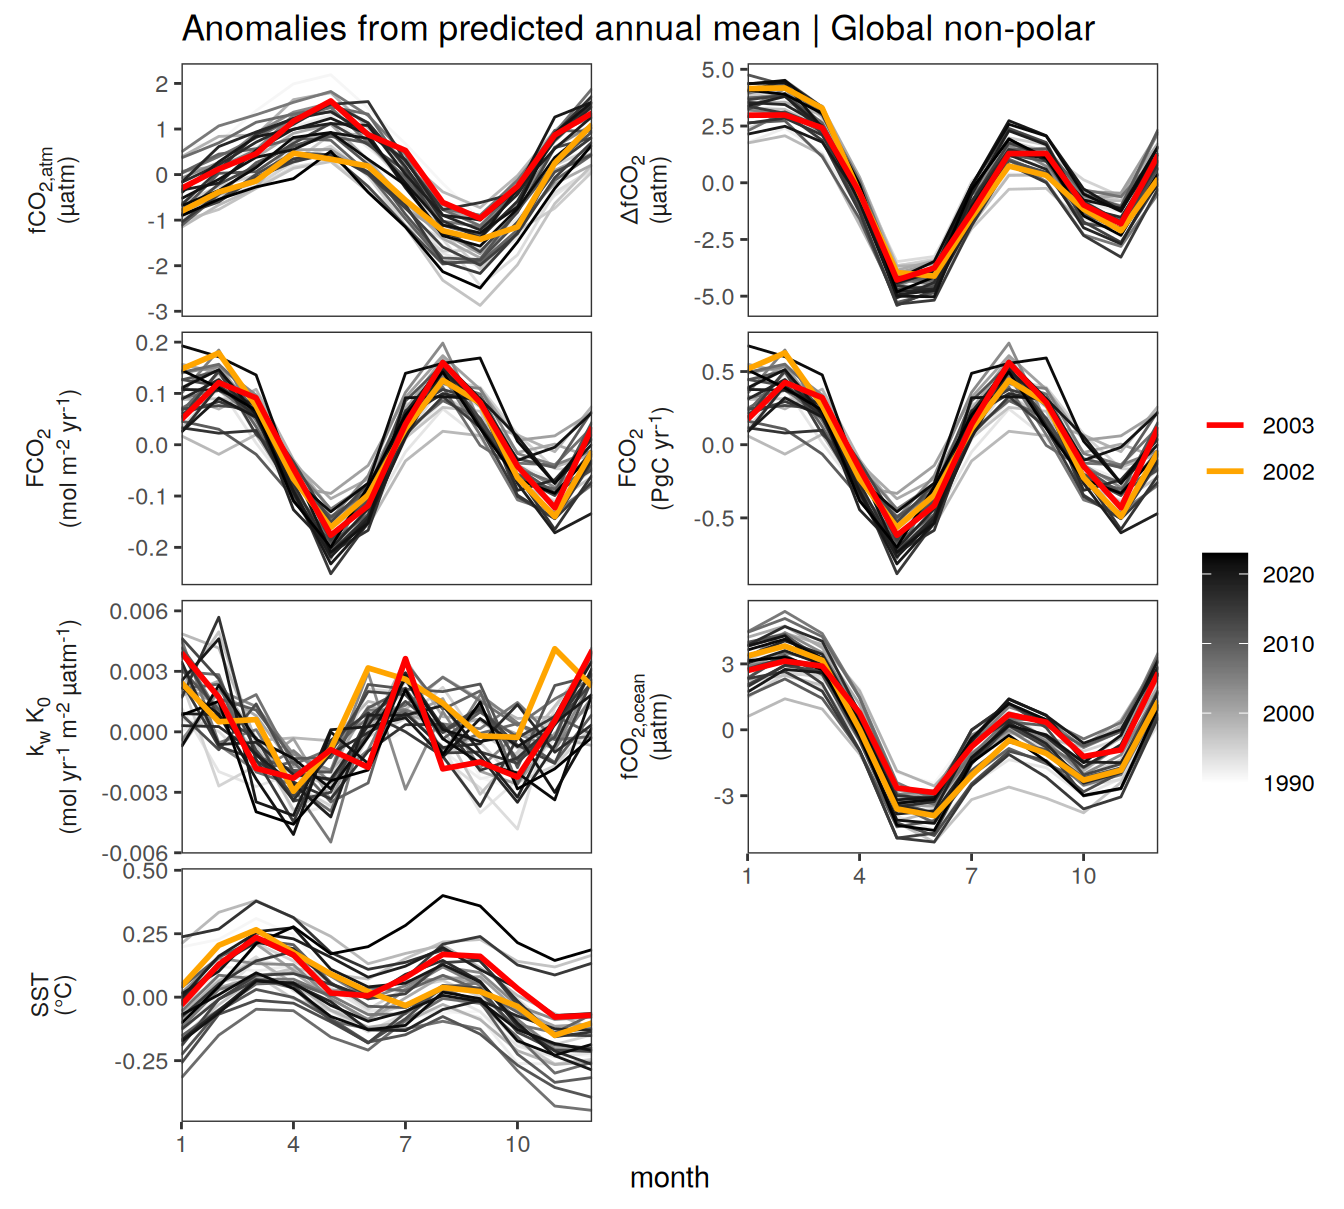 Anomalies from predicted annual mean | Global non-polar
fCO2,atm
(µatm)
2
1
0
-1
-2
-3
ΔfCO2
(µatm)
5.0
2.5
0.0
-2.5
-5.0
FCO2
(mol m-2 yr-1)
0.2
0.1
0.0
-0.1
-0.2
FCO2
(PgC yr-1)
0.5
0.0
-0.5
kw K0
(mol yr-1 m-2 µatm-1)
0.006
0.003
0.000
-0.003
-0.006
fCO2,ocean
(µatm)
3
0
-3
1 4 7 10
SST
(°C)
0.50
0.25
0.00
-0.25
1 4 7 10
month
2003
2002
2020
2010
2000
1990